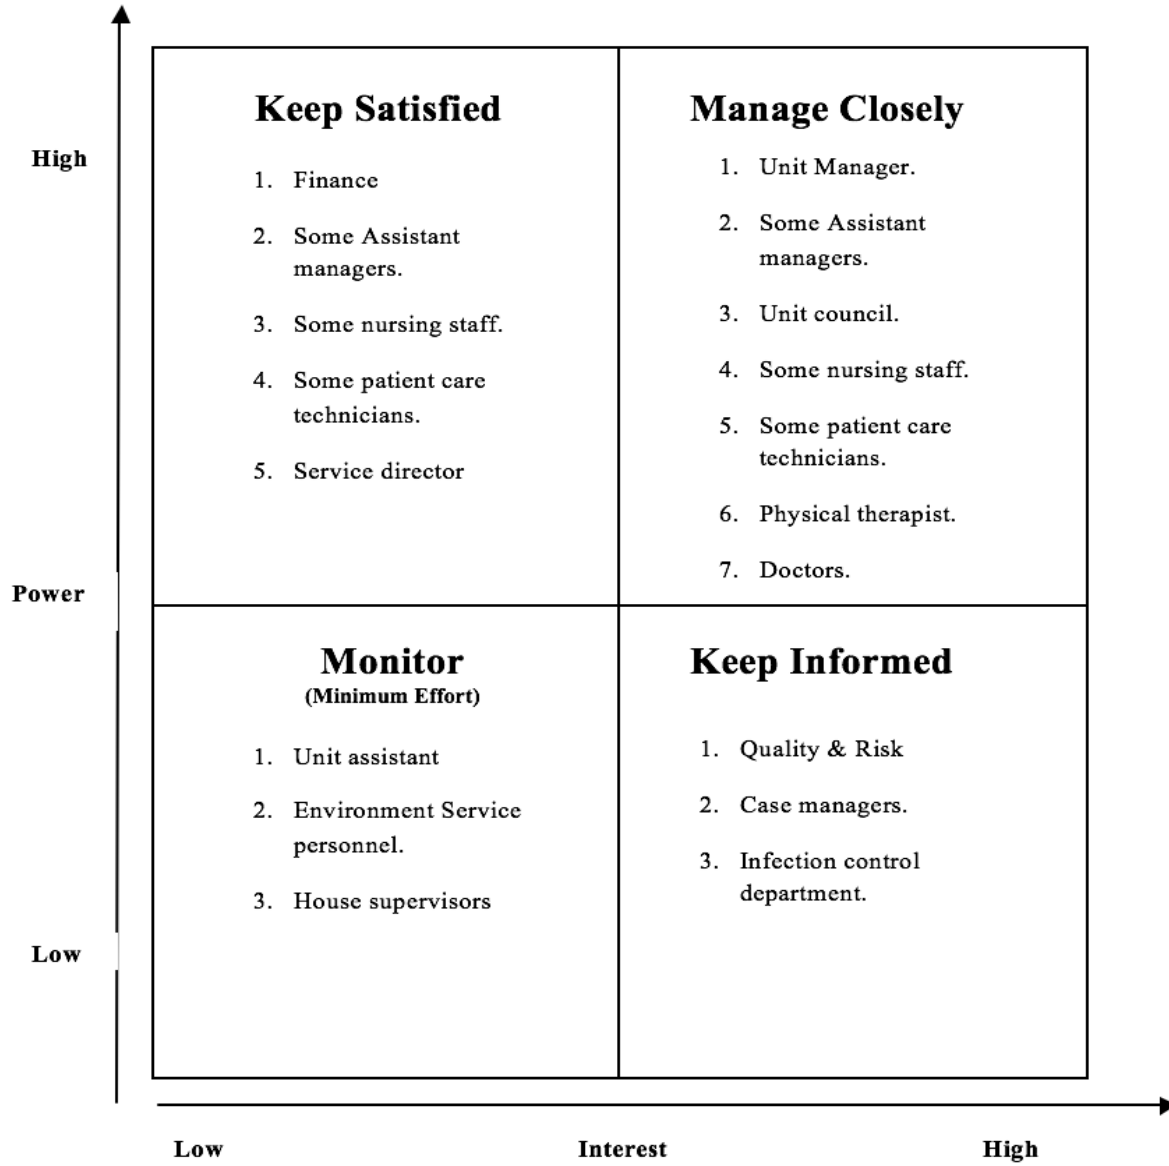 High
Power
Low
Keep Satisfied
1. Finance
2. Some Assistant
managers.
3. Some nursing staff.
4. Some patient care
technicians.
5. Service director
Manage Closely
1. Unit Manager.
2. Some Assistant
managers.
3. Unit council.
4. Some nursing staff.
5. Some patient care
technicians.
6. Physical therapist.
7. Doctors.
Monitor
(Minimum Effort)
1. Unit assistant
2. Environment Service
personnel.
3. House supervisors
Keep Informed
1. Quality & Risk
2. Case managers.
3. Infection control
department.
Low
Interest
High